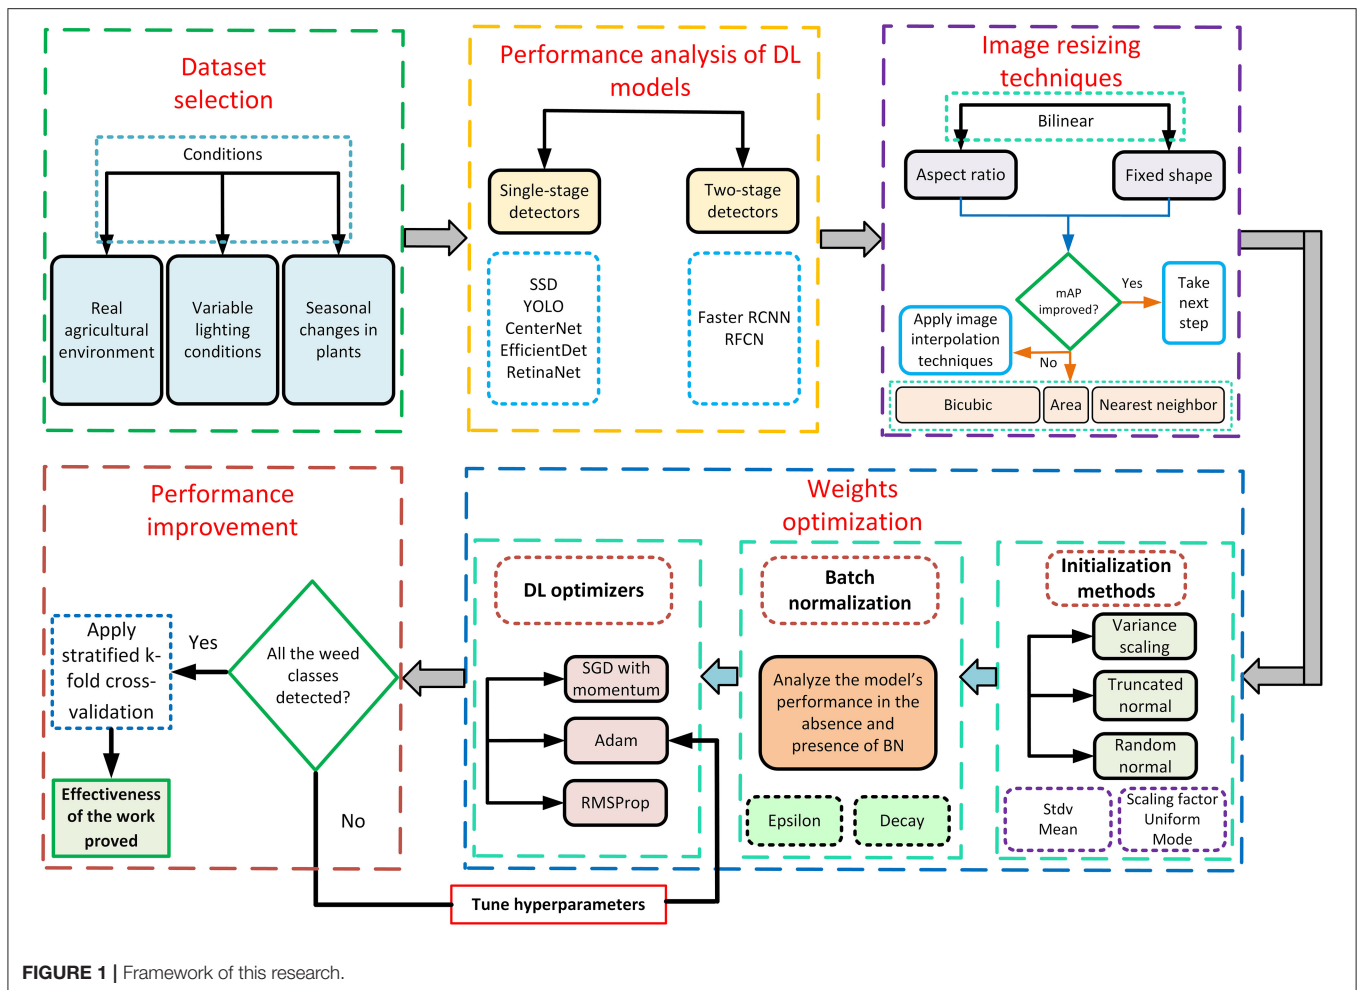 Dataset
selection
Conditions
Real
agricultural
environment
Variable
lighting
conditions
Seasonal
changes in
plants
Performance analysis of DL
models
Single-stage
detectors
Two-stage
detectors
SSD
YOLO
CenterNet
EfficientDet
RetinaNet
Faster RCNN
RFCN
Image resizing
techniques
Bilinear
Aspect ratio
Fixed shape
mAP
improved?
Yes
Take
next
step
Apply image
interpolation
techniques
No
Bicubic
Area
Nearest neighbor
Weights
optimization
Initialization
methods
Variance
scaling
Truncated
normal
Random
normal
Stdv
Mean
Scaling factor
Uniform
Mode
Batch
normalization
Analyze the model's
performance in the
absence and
presence of BN
Epsilon
Decay
DL optimizers
SGD with
momentum
Adam
RMSProp
Performance
improvement
All the weed
classes
detected?
Yes
Apply
stratified k-
fold cross-
validation
Effectiveness
of the work
proved
No
Tune hyperparameters
FIGURE 1 | Framework of this research.